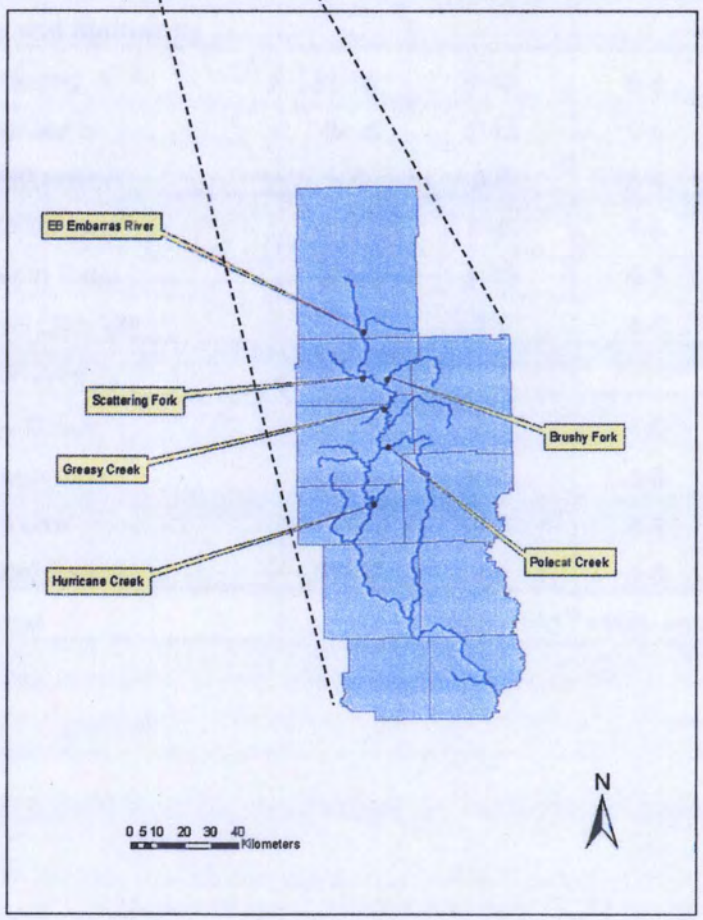 EB Embarras River
Scattering Fork
Brushy Fork
Greasy Creek
Polecat Creek
Hurricane Creek
N
0 5 10 20 30 40
Kilometers